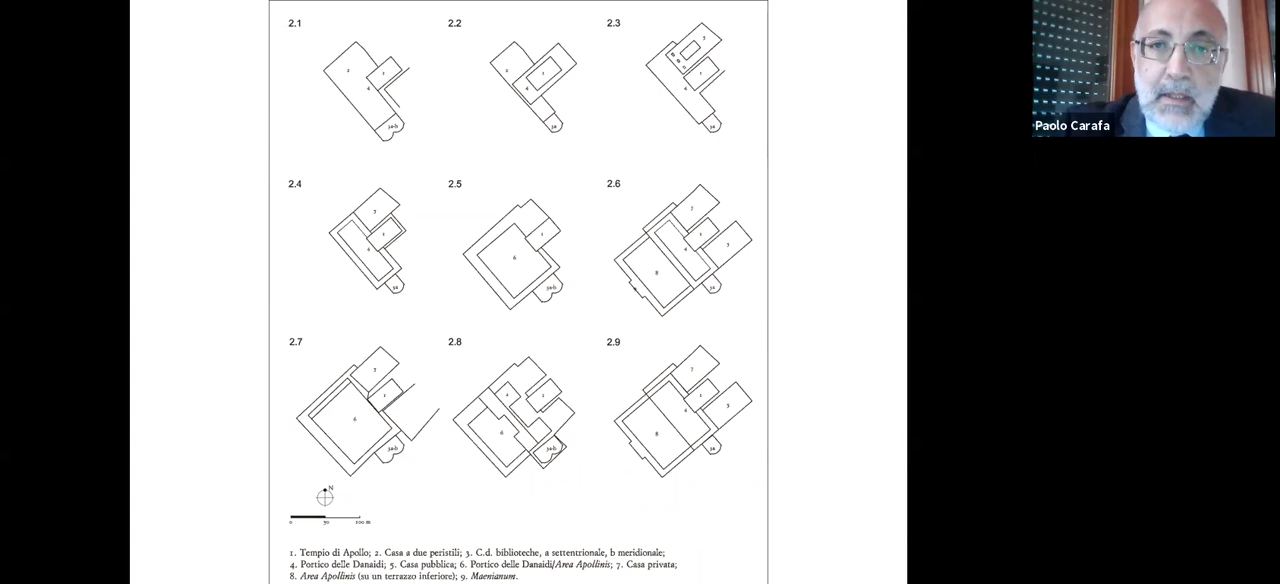 2.1
2.2
2.3
Paolo Carafa
2.4
2.5
2.6
2.7
2.8
2.9
N
0 50 100 m
1. Tempio di Apollo; 2. Casa a due peristili; 3. C.d. biblioteche, a settentrionale, b meridionale;
4. Portico delle Danaidi; 5. Casa pubblica; 6. Portico delle Danaidi/Area Apollinis; 7. Casa privata;
8. Area Apollinis (su un terrazzo inferiore); 9. Maenianum.